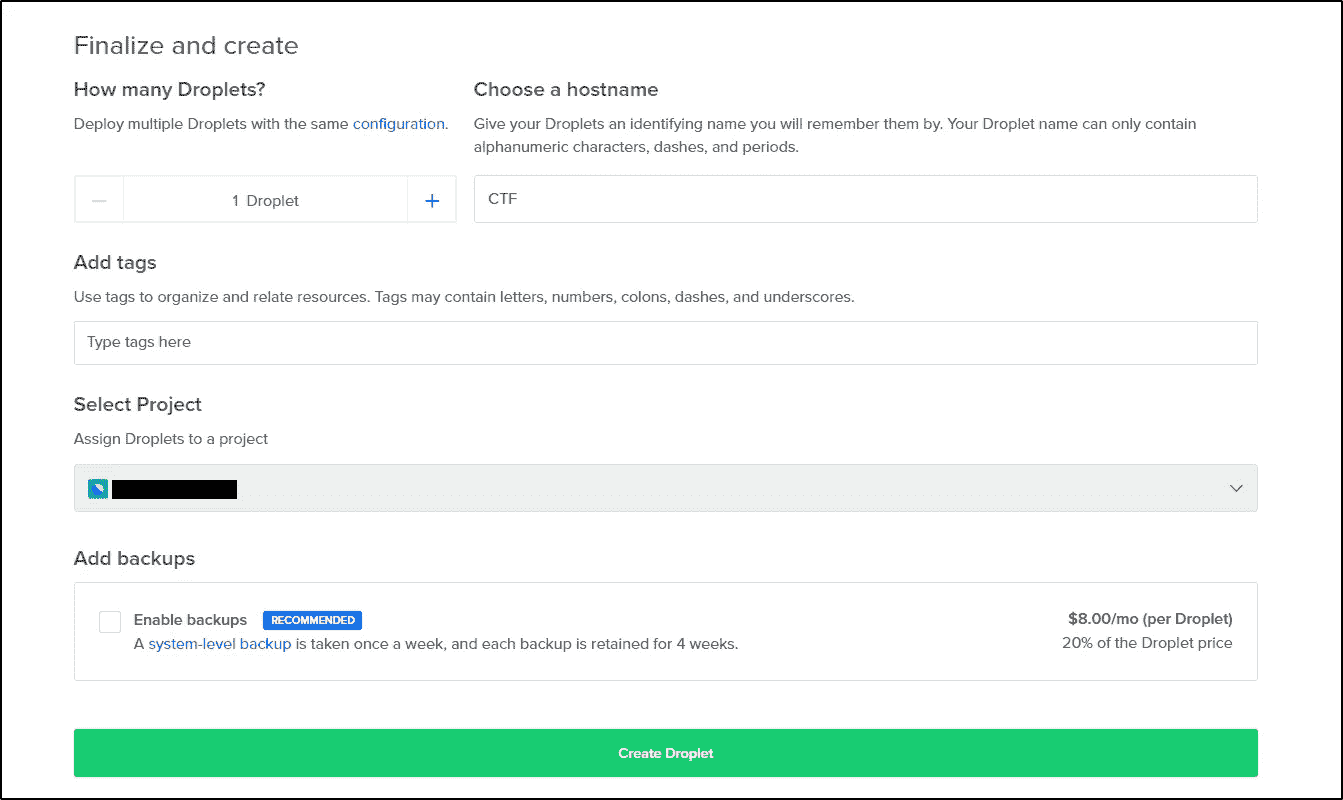 Finalize and create
How many Droplets?
Deploy multiple Droplets with the same configuration.
1 Droplet
Choose a hostname
Give your Droplets an identifying name you will remember them by. Your Droplet name can only contain
alphanumeric characters, dashes, and periods.
CTF
Add tags
Use tags to organize and relate resources. Tags may contain letters, numbers, colons, dashes, and underscores.
Type tags here
Select Project
Assign Droplets to a project
Add backups
Enable backups RECOMMENDED
A system-level backup is taken once a week, and each backup is retained for 4 weeks.
$8.00/mo (per Droplet)
20% of the Droplet price
Create Droplet